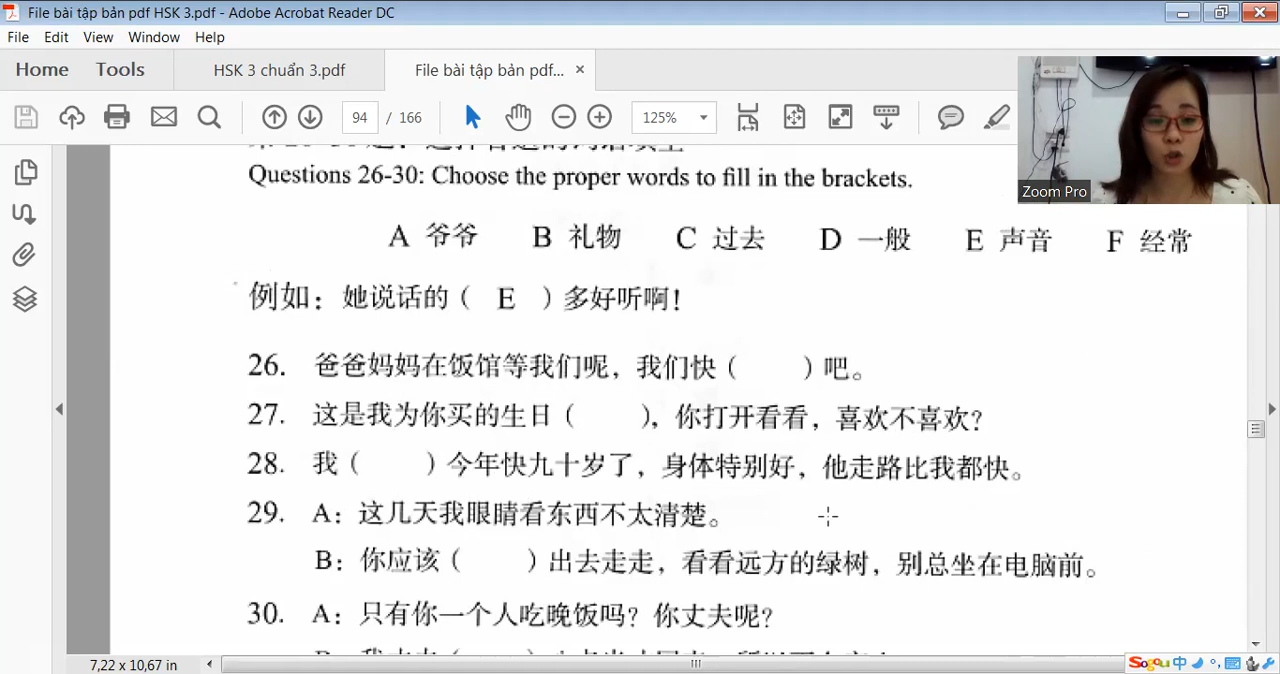 File bài tập bản pdf HSK 3.pdf - Adobe Acrobat Reader DC
File Edit View Window Help
Home Tools HSK 3 chuẩn 3.pdf File bài tập bản pdf... ×
94 / 166 125%
Zoom Pro
Questions 26-30: Choose the proper words to fill in the brackets.
A 爷爷 B 礼物 C 过去 D 一般 E 声音 F 经常
例如：她说话的（ E ）多好听啊！
26. 爸爸妈妈在饭馆等我们呢，我们快（ ）吧。
27. 这是我为你买的生日（ ），你打开看看，喜欢不喜欢？
28. 我（ ）今年快九十岁了，身体特别好，他走路比我都快。
29. A：这几天我眼睛看东西不太清楚。
B：你应该（ ）出去走走，看看远方的绿树，别总坐在电脑前。
30. A：只有你一个人吃晚饭吗？你丈夫呢？
7,22 x 10,67 in
Sogou 中